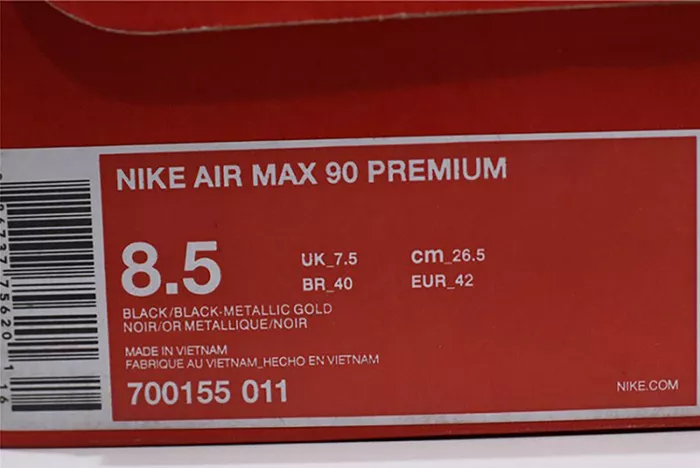 NIKE AIR MAX 90 PREMIUM
8.5
UK_7.5 cm_26.5
BR_40 EUR_42
BLACK/BLACK-METALLIC GOLD
NOIR/OR METALLIQUE/NOIR
MADE IN VIETNAM
FABRIQUE AU VIETNAM_HECHO EN VIETNAM
700155 011
NIKE.COM